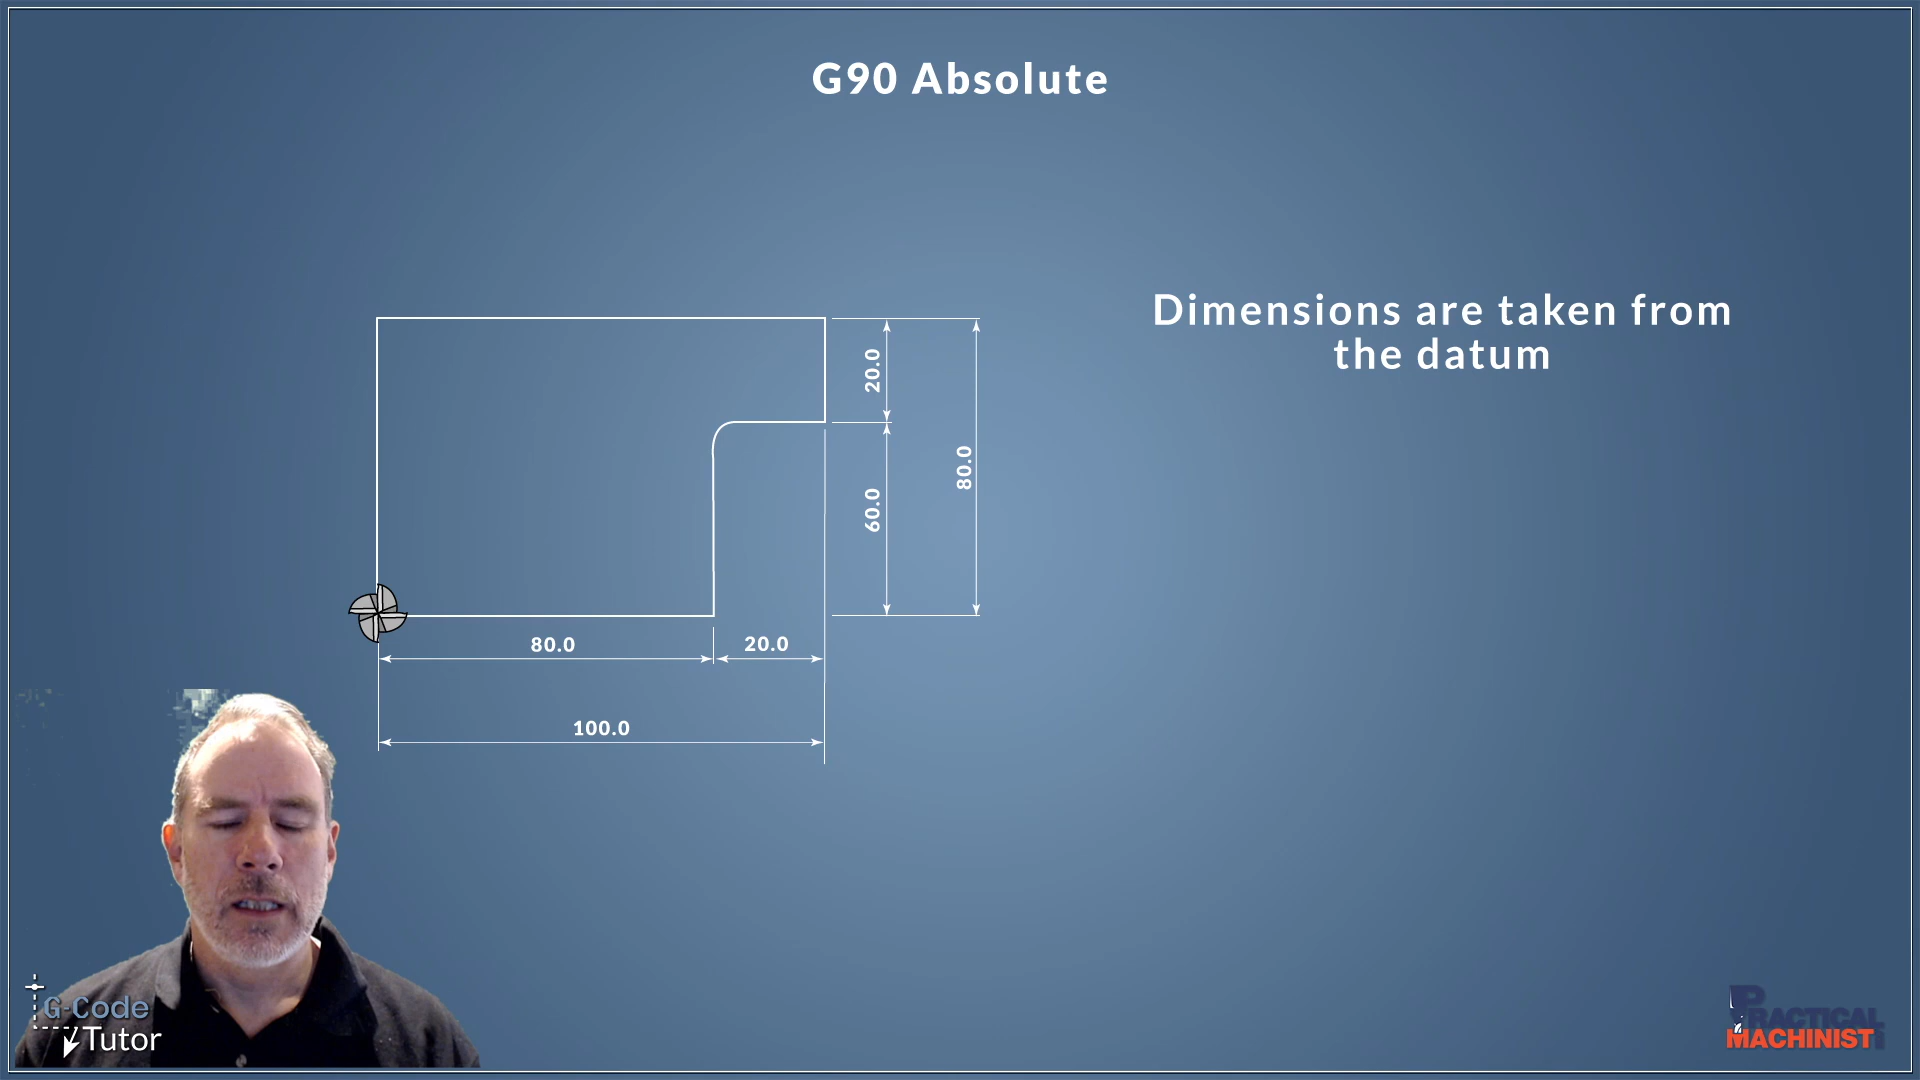 G90 Absolute
Dimensions are taken from
the datum
20.0
60.0
80.0
80.0
20.0
100.0
G-Code
Tutor
PRACTICAL
MACHINIST